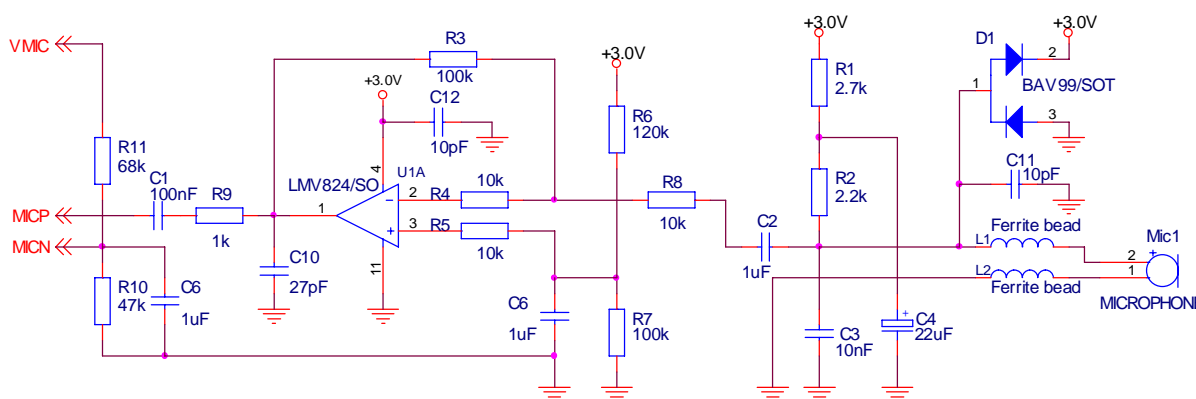 VMIC
R11
68k
C1
100nF
R9
1k
MICP
MICN
R10
47k
C6
1uF
C10
27pF
R3
100k
+3.0V
C12
10pF
4
U1A
LMV824/SO
1
2
3
11
R4
10k
R5
10k
+3.0V
R6
120k
C6
1uF
R7
100k
R8
10k
C2
1uF
+3.0V
R1
2.7k
R2
2.2k
C3
10nF
+
C4
22uF
D1
+3.0V
2
1
BAV99/SOT
3
C11
10pF
Ferrite bead
L1
L2
Ferrite bead
Mic1
2
+
1
MICROPHONE